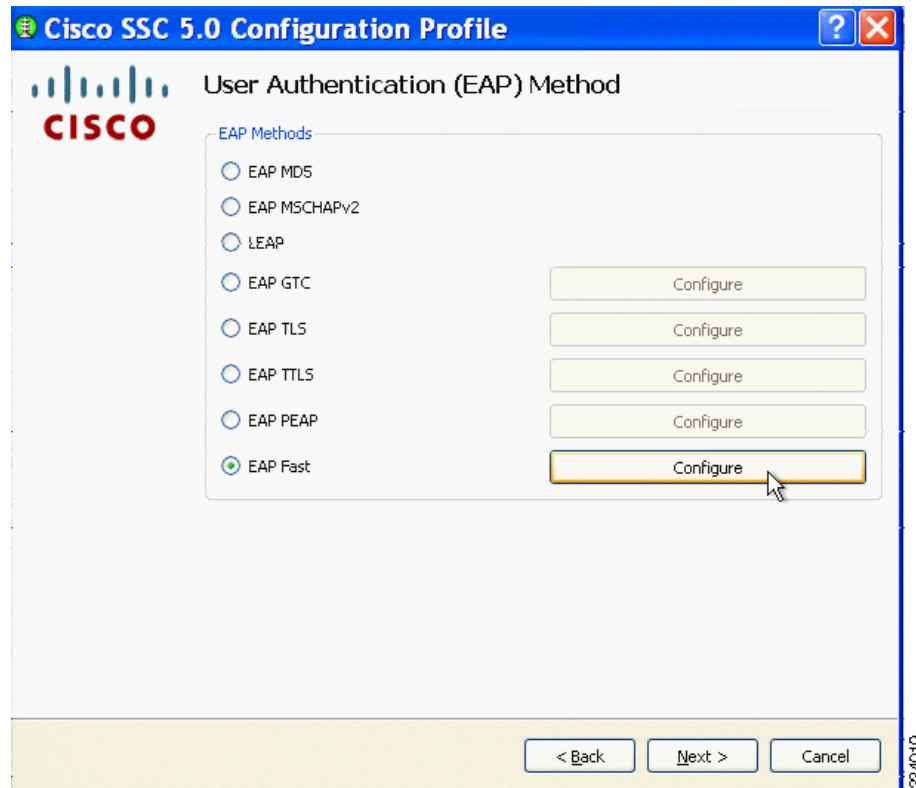 Cisco SSC 5.0 Configuration Profile
?
CISCO
User Authentication (EAP) Method
EAP Methods
EAP MD5
EAP MSCHAPv2
LEAP
EAP GTC Configure
EAP TLS Configure
EAP TTLS Configure
EAP PEAP Configure
EAP Fast Configure
< Back Next > Cancel